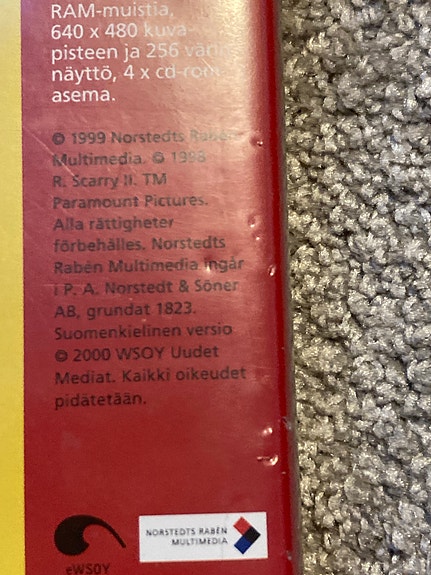 RAM-muistia,
640 x 480 kuva-
pisteen ja 256 värin
näyttö, 4 x cd-rom-
asema.
© 1999 Norstedts Rabén
Multimedia. © 1998
R. Scarry II. TM
Paramount Pictures.
Alla rättigheter
förbehålles. Norstedts
Rabén Multimedia ingår
i P. A. Norstedt & Söner
AB, grundat 1823.
Suomenkielinen versio
© 2000 WSOY Uudet
Mediat. Kaikki oikeudet
pidätetään.
eWSOY
NORSTEDTS RABÉN
MULTIMEDIA